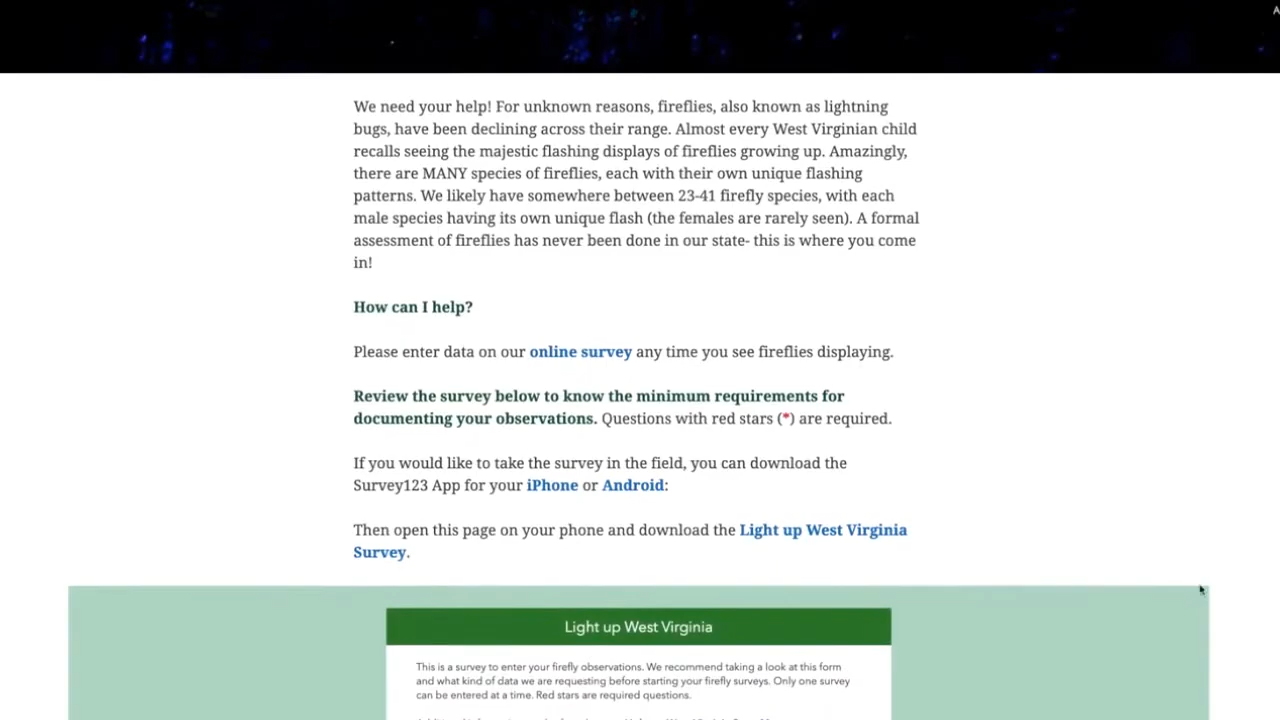 We need your help! For unknown reasons, fireflies, also known as lightning
bugs, have been declining across their range. Almost every West Virginian child
recalls seeing the majestic flashing displays of fireflies growing up. Amazingly,
there are MANY species of fireflies, each with their own unique flashing
patterns. We likely have somewhere between 23-41 firefly species, with each
male species having its own unique flash (the females are rarely seen). A formal
assessment of fireflies has never been done in our state- this is where you come
in!
How can I help?
Please enter data on our online survey any time you see fireflies displaying.
Review the survey below to know the minimum requirements for
documenting your observations. Questions with red stars (*) are required.
If you would like to take the survey in the field, you can download the
Survey123 App for your iPhone or Android:
Then open this page on your phone and download the Light up West Virginia
Survey.
Light up West Virginia
This is a survey to enter your firefly observations. We recommend taking a look at this form
and what kind of data we are requesting before starting your firefly surveys. Only one survey
can be entered at a time. Red stars are required questions.